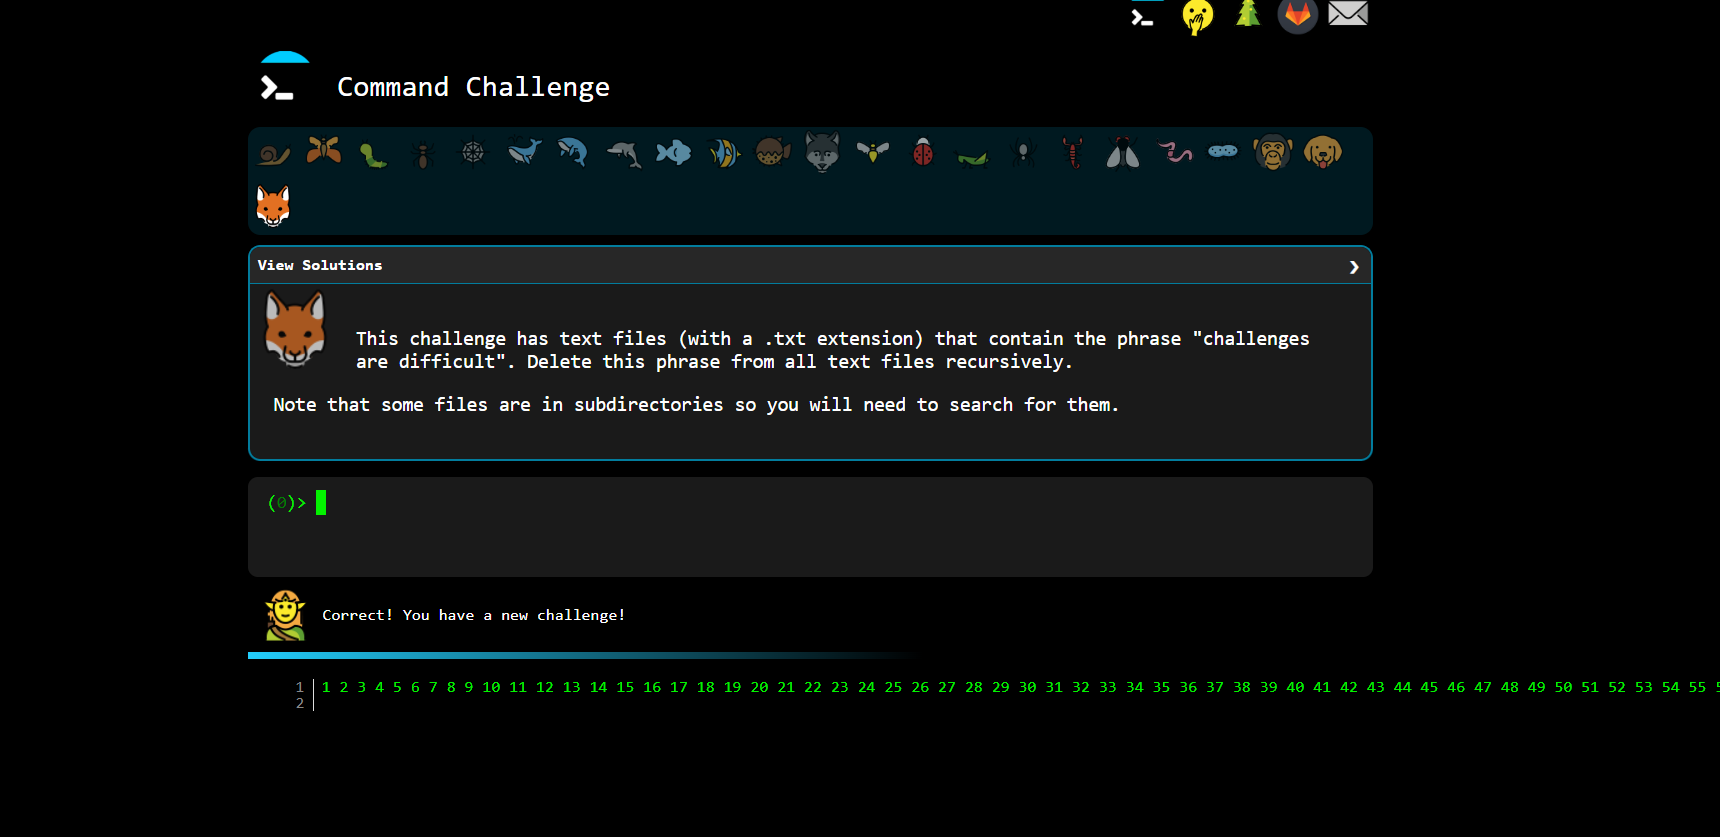 Command Challenge
View Solutions
This challenge has text files (with a .txt extension) that contain the phrase "challenges
are difficult". Delete this phrase from all text files recursively.
Note that some files are in subdirectories so you will need to search for them.
(0)>
Correct! You have a new challenge!
1 1 2 3 4 5 6 7 8 9 10 11 12 13 14 15 16 17 18 19 20 21 22 23 24 25 26 27 28 29 30 31 32 33 34 35 36 37 38 39 40 41 42 43 44 45 46 47 48 49 50 51 52 53 54 55
2